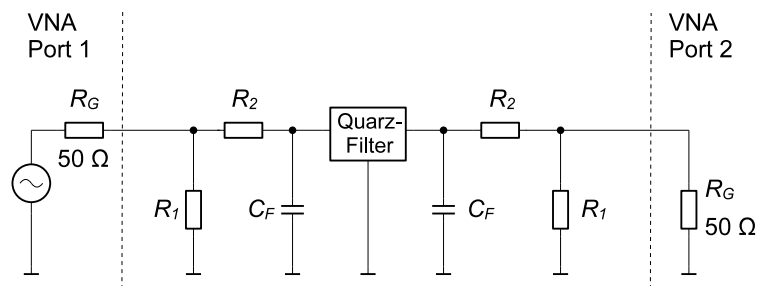 VNA
Port 1
VNA
Port 2
R_G
50 Ω
R_2
Quarz-
Filter
R_2
R_1
C_F
C_F
R_1
R_G
50 Ω